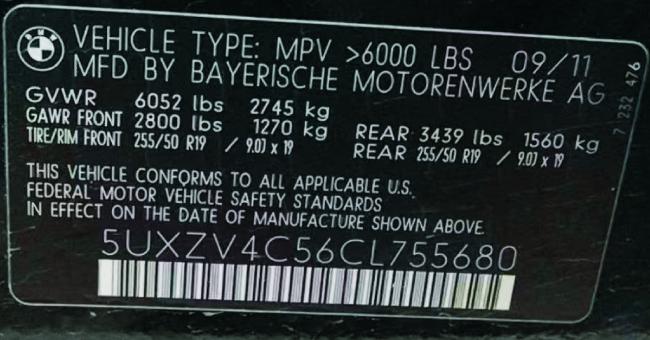 BMW
VEHICLE TYPE: MPV >6000 LBS 09/11
MFD BY BAYERISCHE MOTORENWERKE AG
GVWR 6052 lbs 2745 kg
GAWR FRONT 2800 lbs 1270 kg REAR 3439 lbs 1560 kg
TIRE/RIM FRONT 255/50 R19 / 9.0J x 19 REAR 255/50 R19 / 9.0J x 19
THIS VEHICLE CONFORMS TO ALL APPLICABLE U.S.
FEDERAL MOTOR VEHICLE SAFETY STANDARDS
IN EFFECT ON THE DATE OF MANUFACTURE SHOWN ABOVE.
5UXZV4C56CL755680
7 232 476